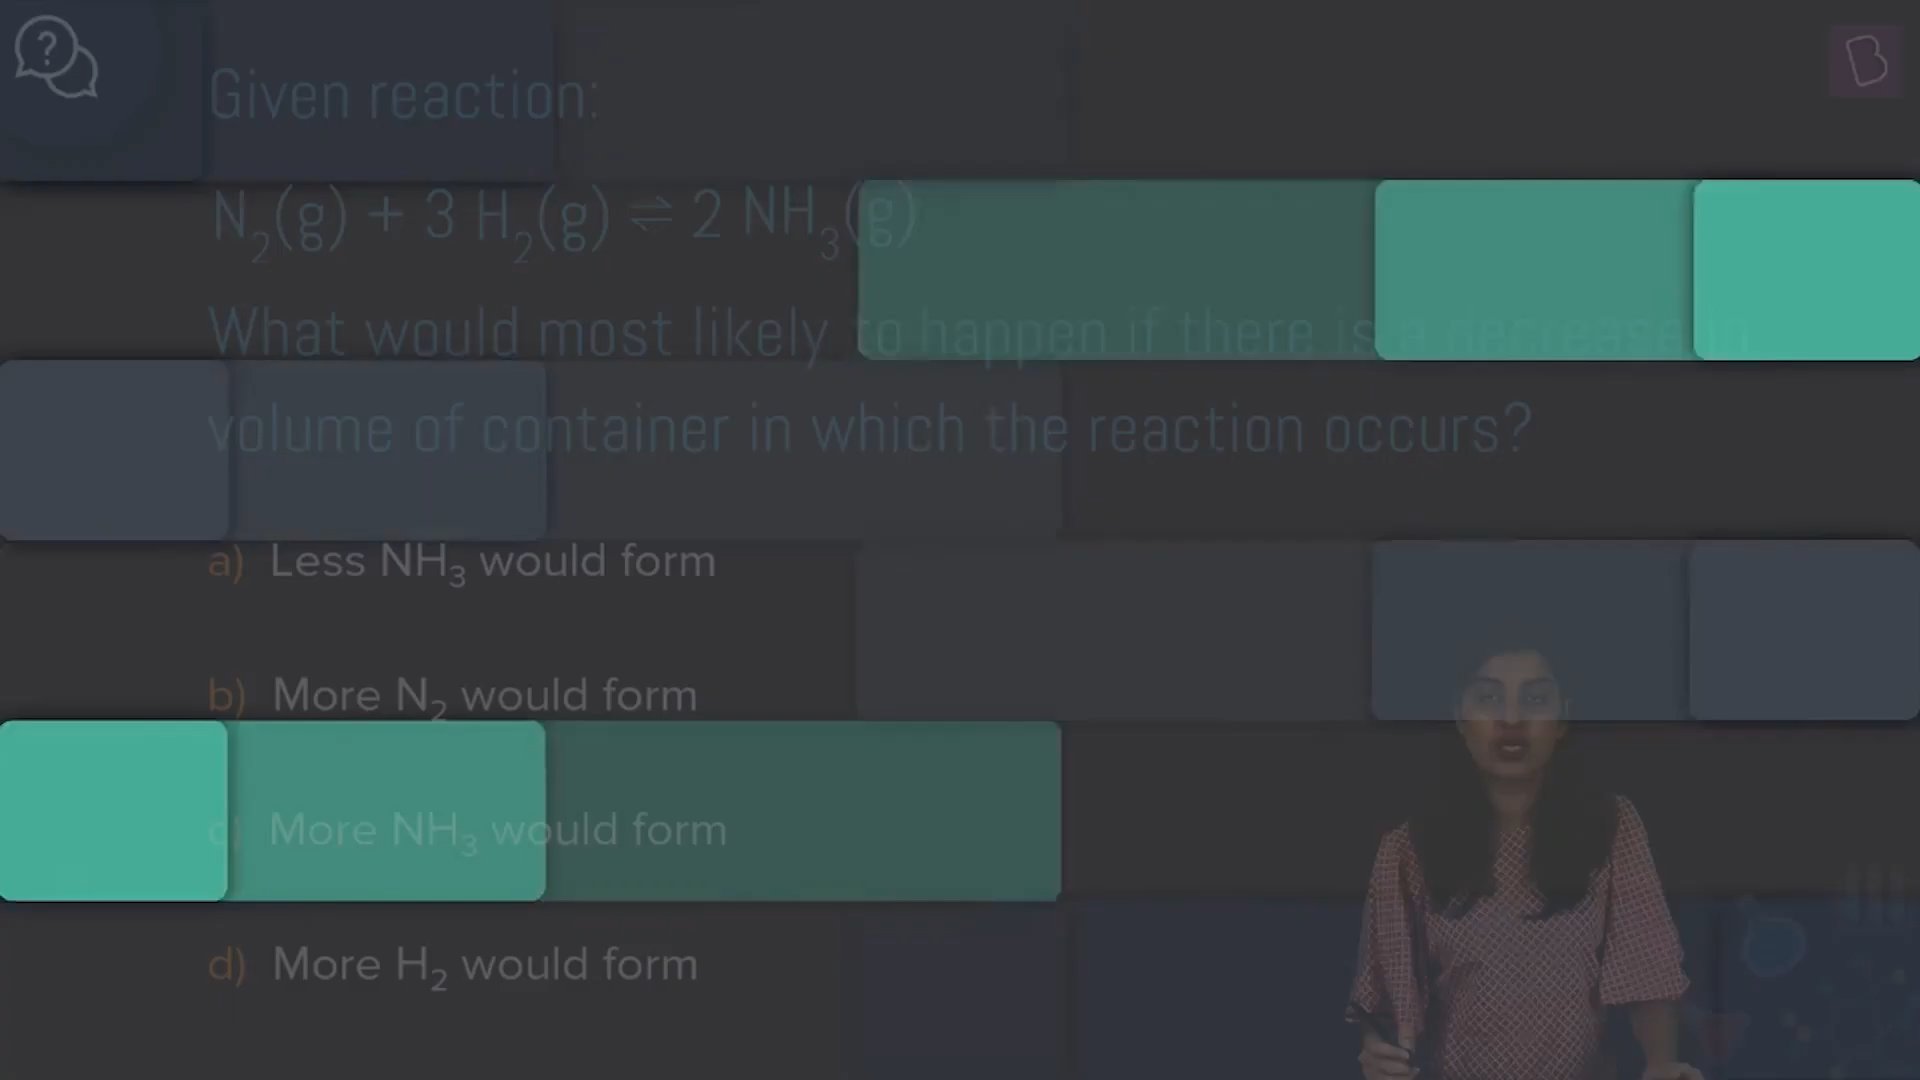 Given reaction:
N₂(g) + 3 H₂(g) ⇌ 2 NH₃(g)
What would most likely to happen if there is a decrease in
volume of container in which the reaction occurs?
a) Less NH₃ would form
b) More N₂ would form
c) More NH₃ would form
d) More H₂ would form